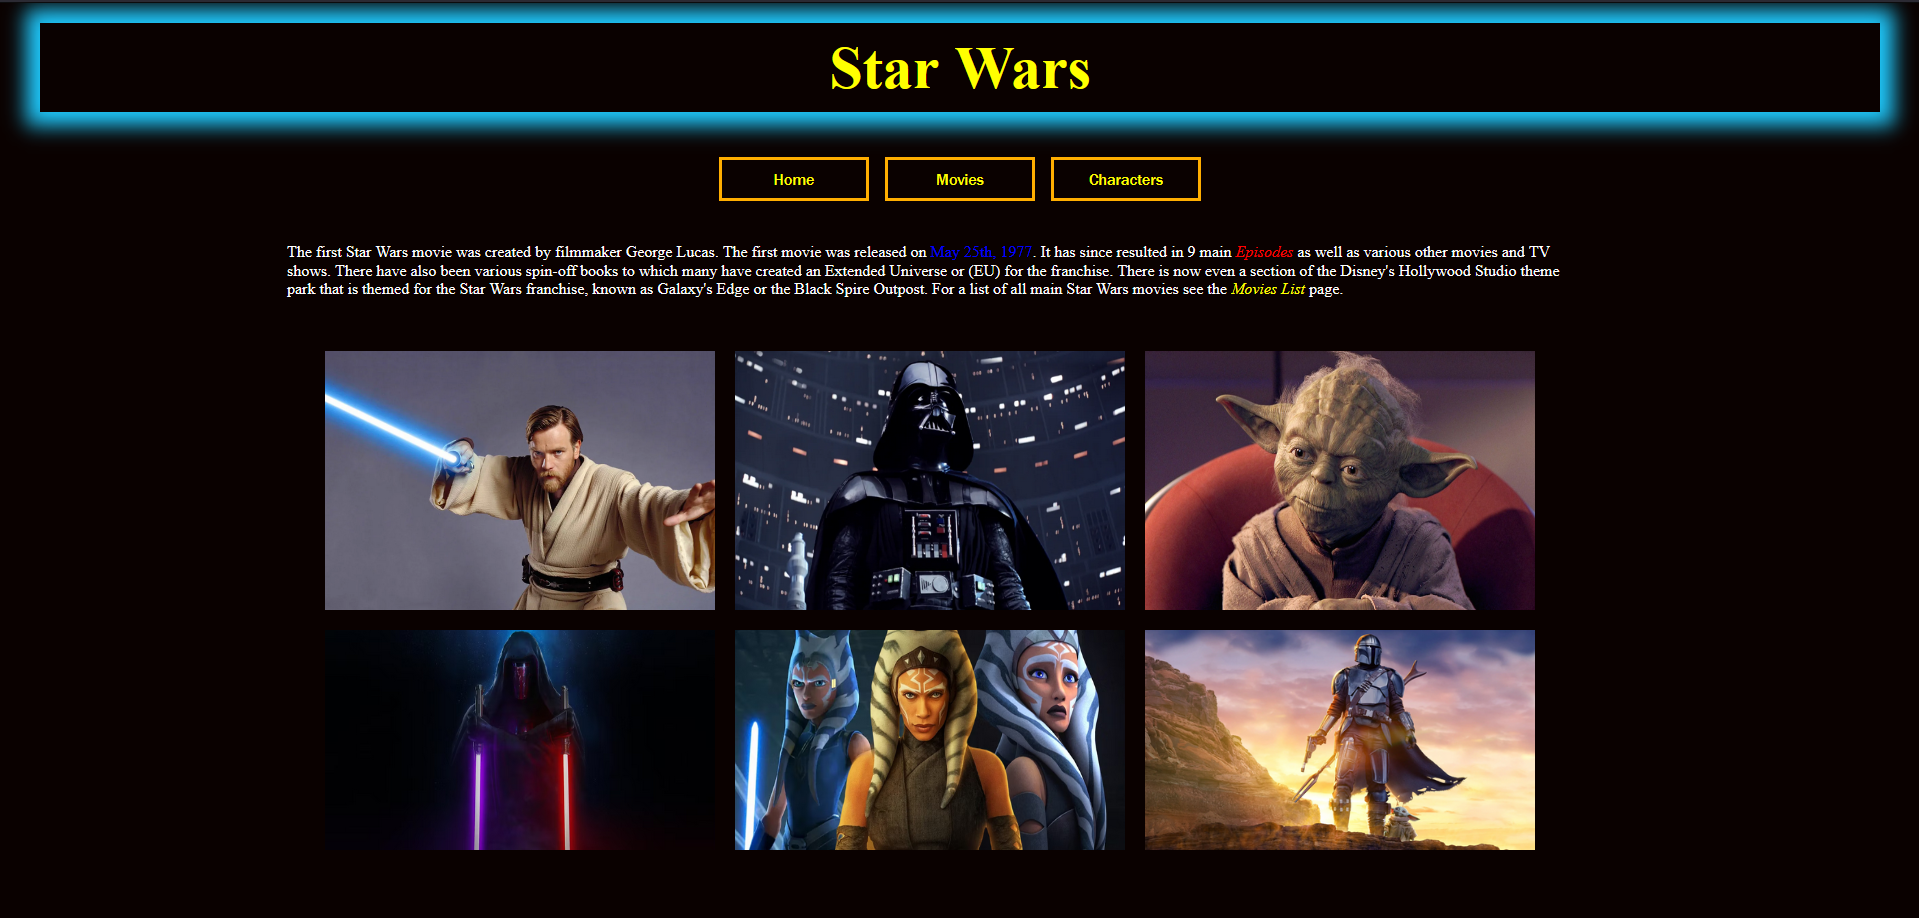 Star Wars
Home
Movies
Characters
The first Star Wars movie was created by filmmaker George Lucas. The first movie was released on May 25th, 1977. It has since resulted in 9 main Episodes as well as various other movies and TV
shows. There have also been various spin-off books to which many have created an Extended Universe or (EU) for the franchise. There is now even a section of the Disney's Hollywood Studio theme
park that is themed for the Star Wars franchise, known as Galaxy's Edge or the Black Spire Outpost. For a list of all main Star Wars movies see the Movies List page.